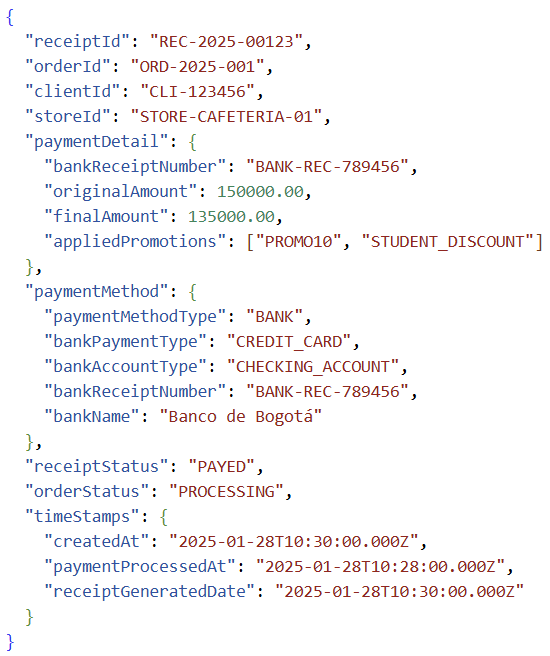 {
  "receiptId": "REC-2025-00123",
  "orderId": "ORD-2025-001",
  "clientId": "CLI-123456",
  "storeId": "STORE-CAFETERIA-01",
  "paymentDetail": {
    "bankReceiptNumber": "BANK-REC-789456",
    "originalAmount": 150000.00,
    "finalAmount": 135000.00,
    "appliedPromotions": ["PROMO10", "STUDENT_DISCOUNT"]
  },
  "paymentMethod": {
    "paymentMethodType": "BANK",
    "bankPaymentType": "CREDIT_CARD",
    "bankAccountType": "CHECKING_ACCOUNT",
    "bankReceiptNumber": "BANK-REC-789456",
    "bankName": "Banco de Bogotá"
  },
  "receiptStatus": "PAYED",
  "orderStatus": "PROCESSING",
  "timeStamps": {
    "createdAt": "2025-01-28T10:30:00.000Z",
    "paymentProcessedAt": "2025-01-28T10:28:00.000Z",
    "receiptGeneratedDate": "2025-01-28T10:30:00.000Z"
  }
}